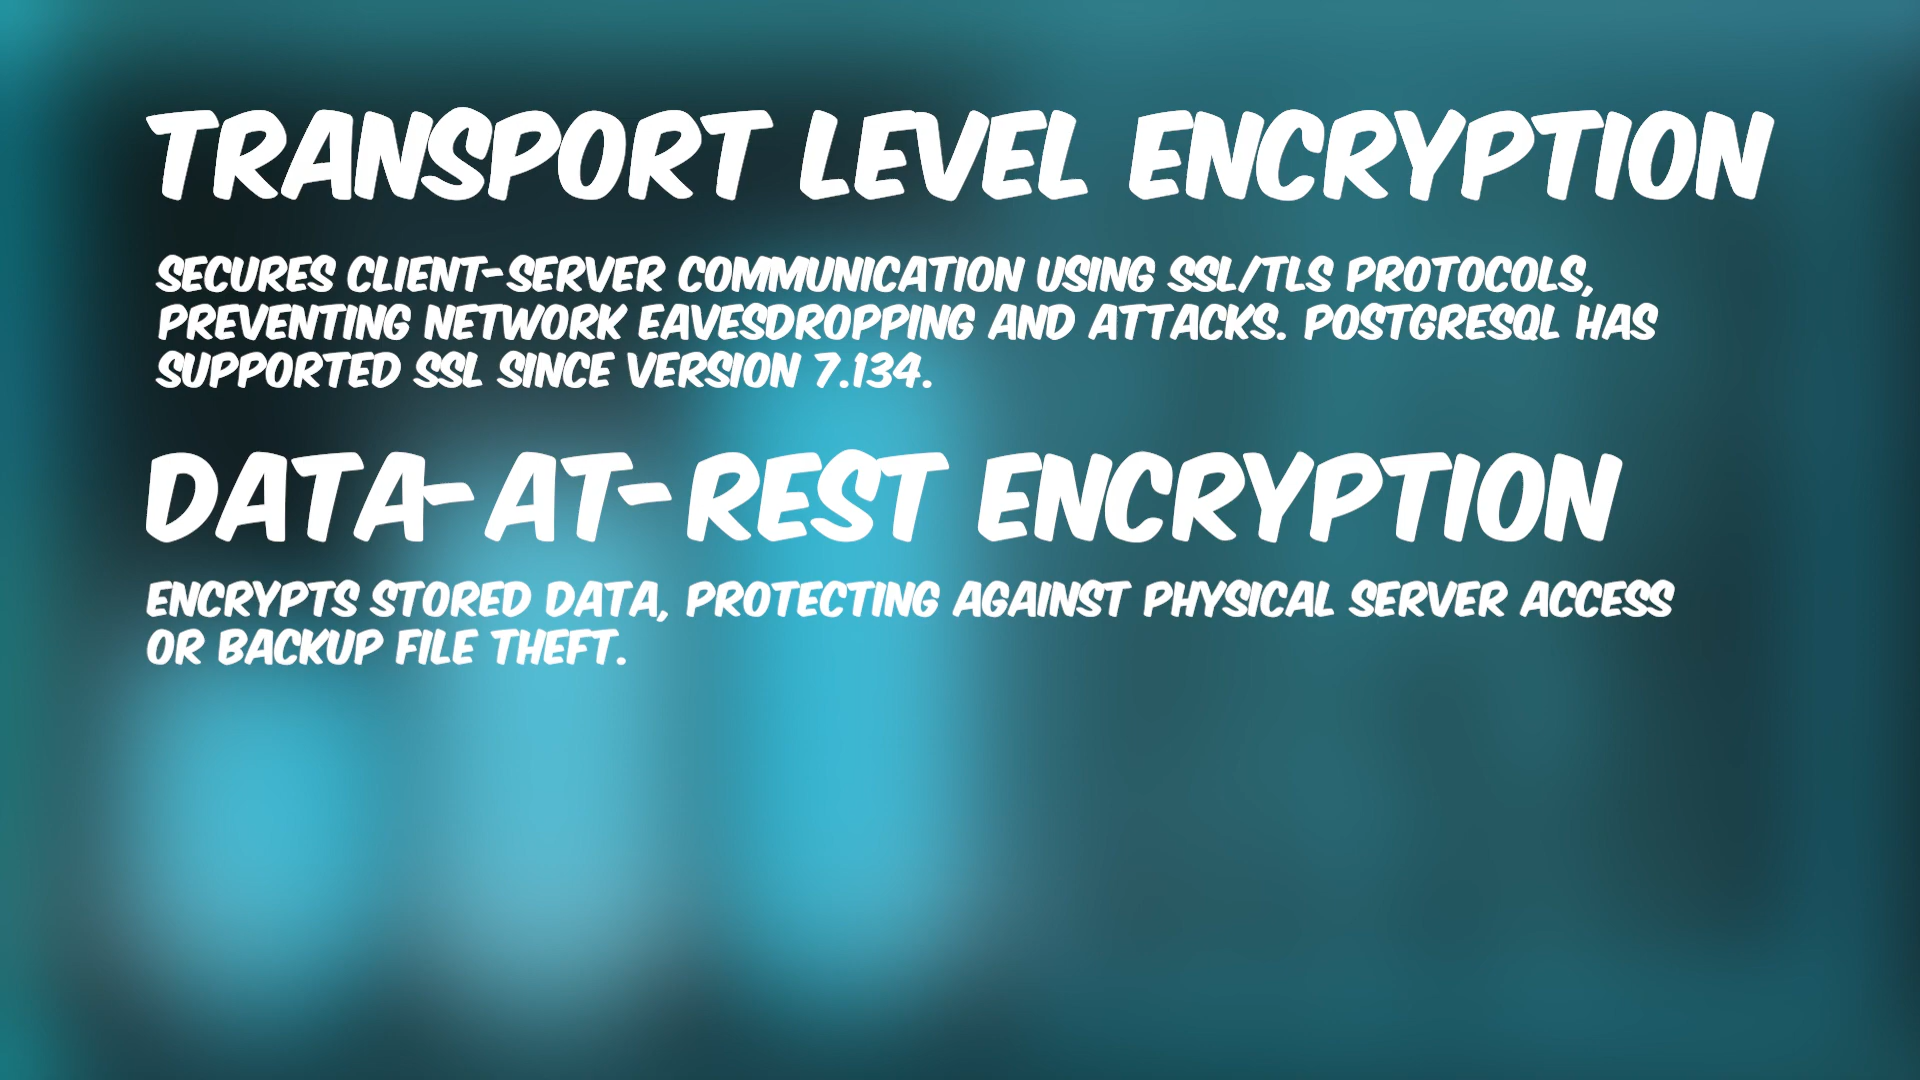 TRANSPORT LEVEL ENCRYPTION
SECURES CLIENT-SERVER COMMUNICATION USING SSL/TLS PROTOCOLS,
PREVENTING NETWORK EAVESDROPPING AND ATTACKS. POSTGRESQL HAS
SUPPORTED SSL SINCE VERSION 7.134.
DATA-AT-REST ENCRYPTION
ENCRYPTS STORED DATA, PROTECTING AGAINST PHYSICAL SERVER ACCESS
OR BACKUP FILE THEFT.